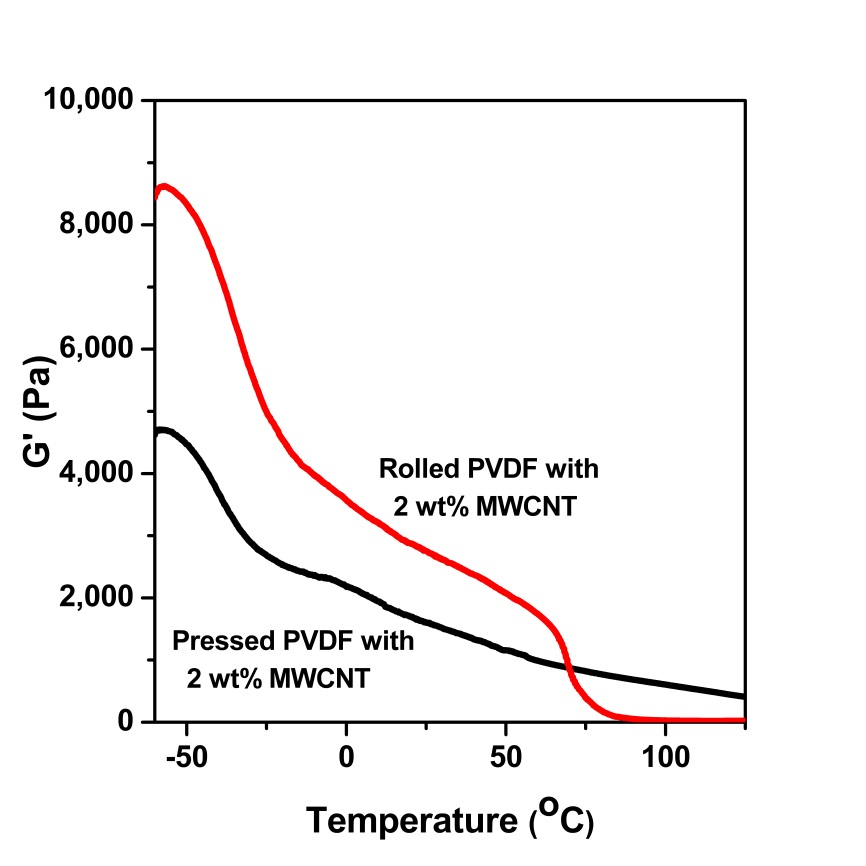 10,000
8,000
6,000
4,000
2,000
0
G' (Pa)
Rolled PVDF with
2 wt% MWCNT
Pressed PVDF with
2 wt% MWCNT
-50 0 50 100
Temperature (oC)